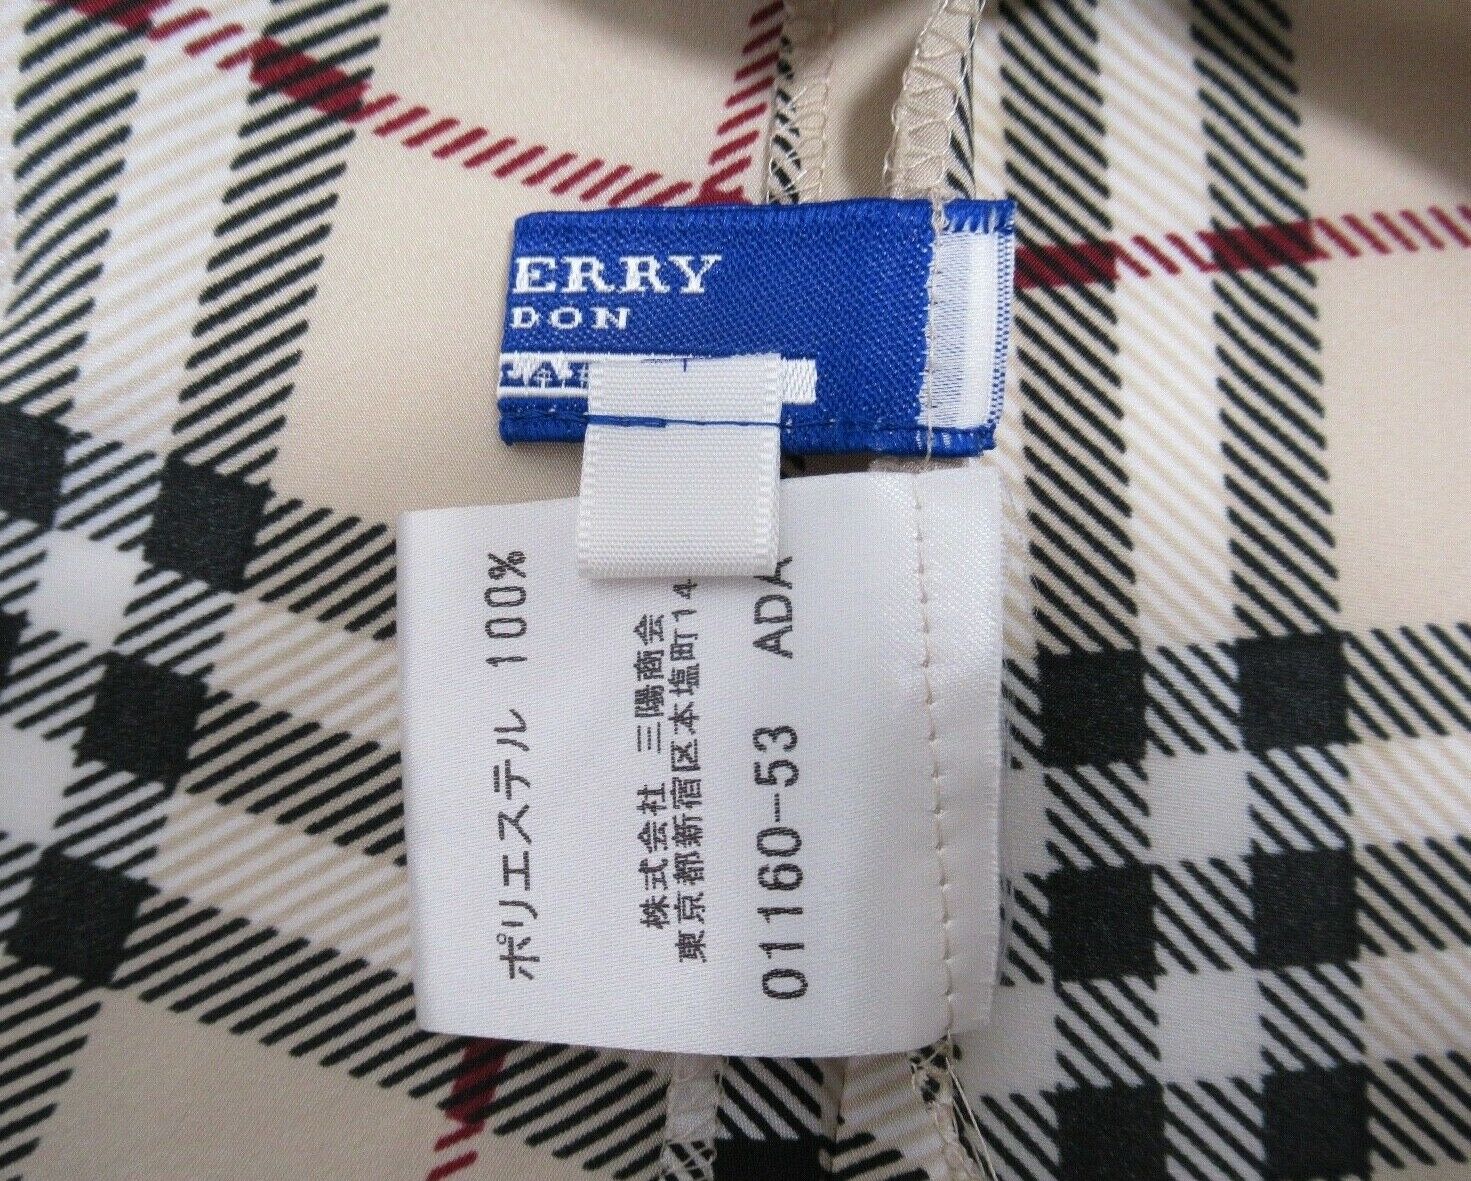 ERRY
DON
LAB
ポリエステル 100%
株式会社 三陽商会
東京都新宿区本塩町14
01160-53 ADA